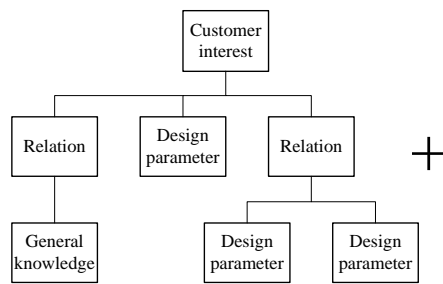 Customer
interest
Relation
Design
parameter
Relation
+
General
knowledge
Design
parameter
Design
parameter